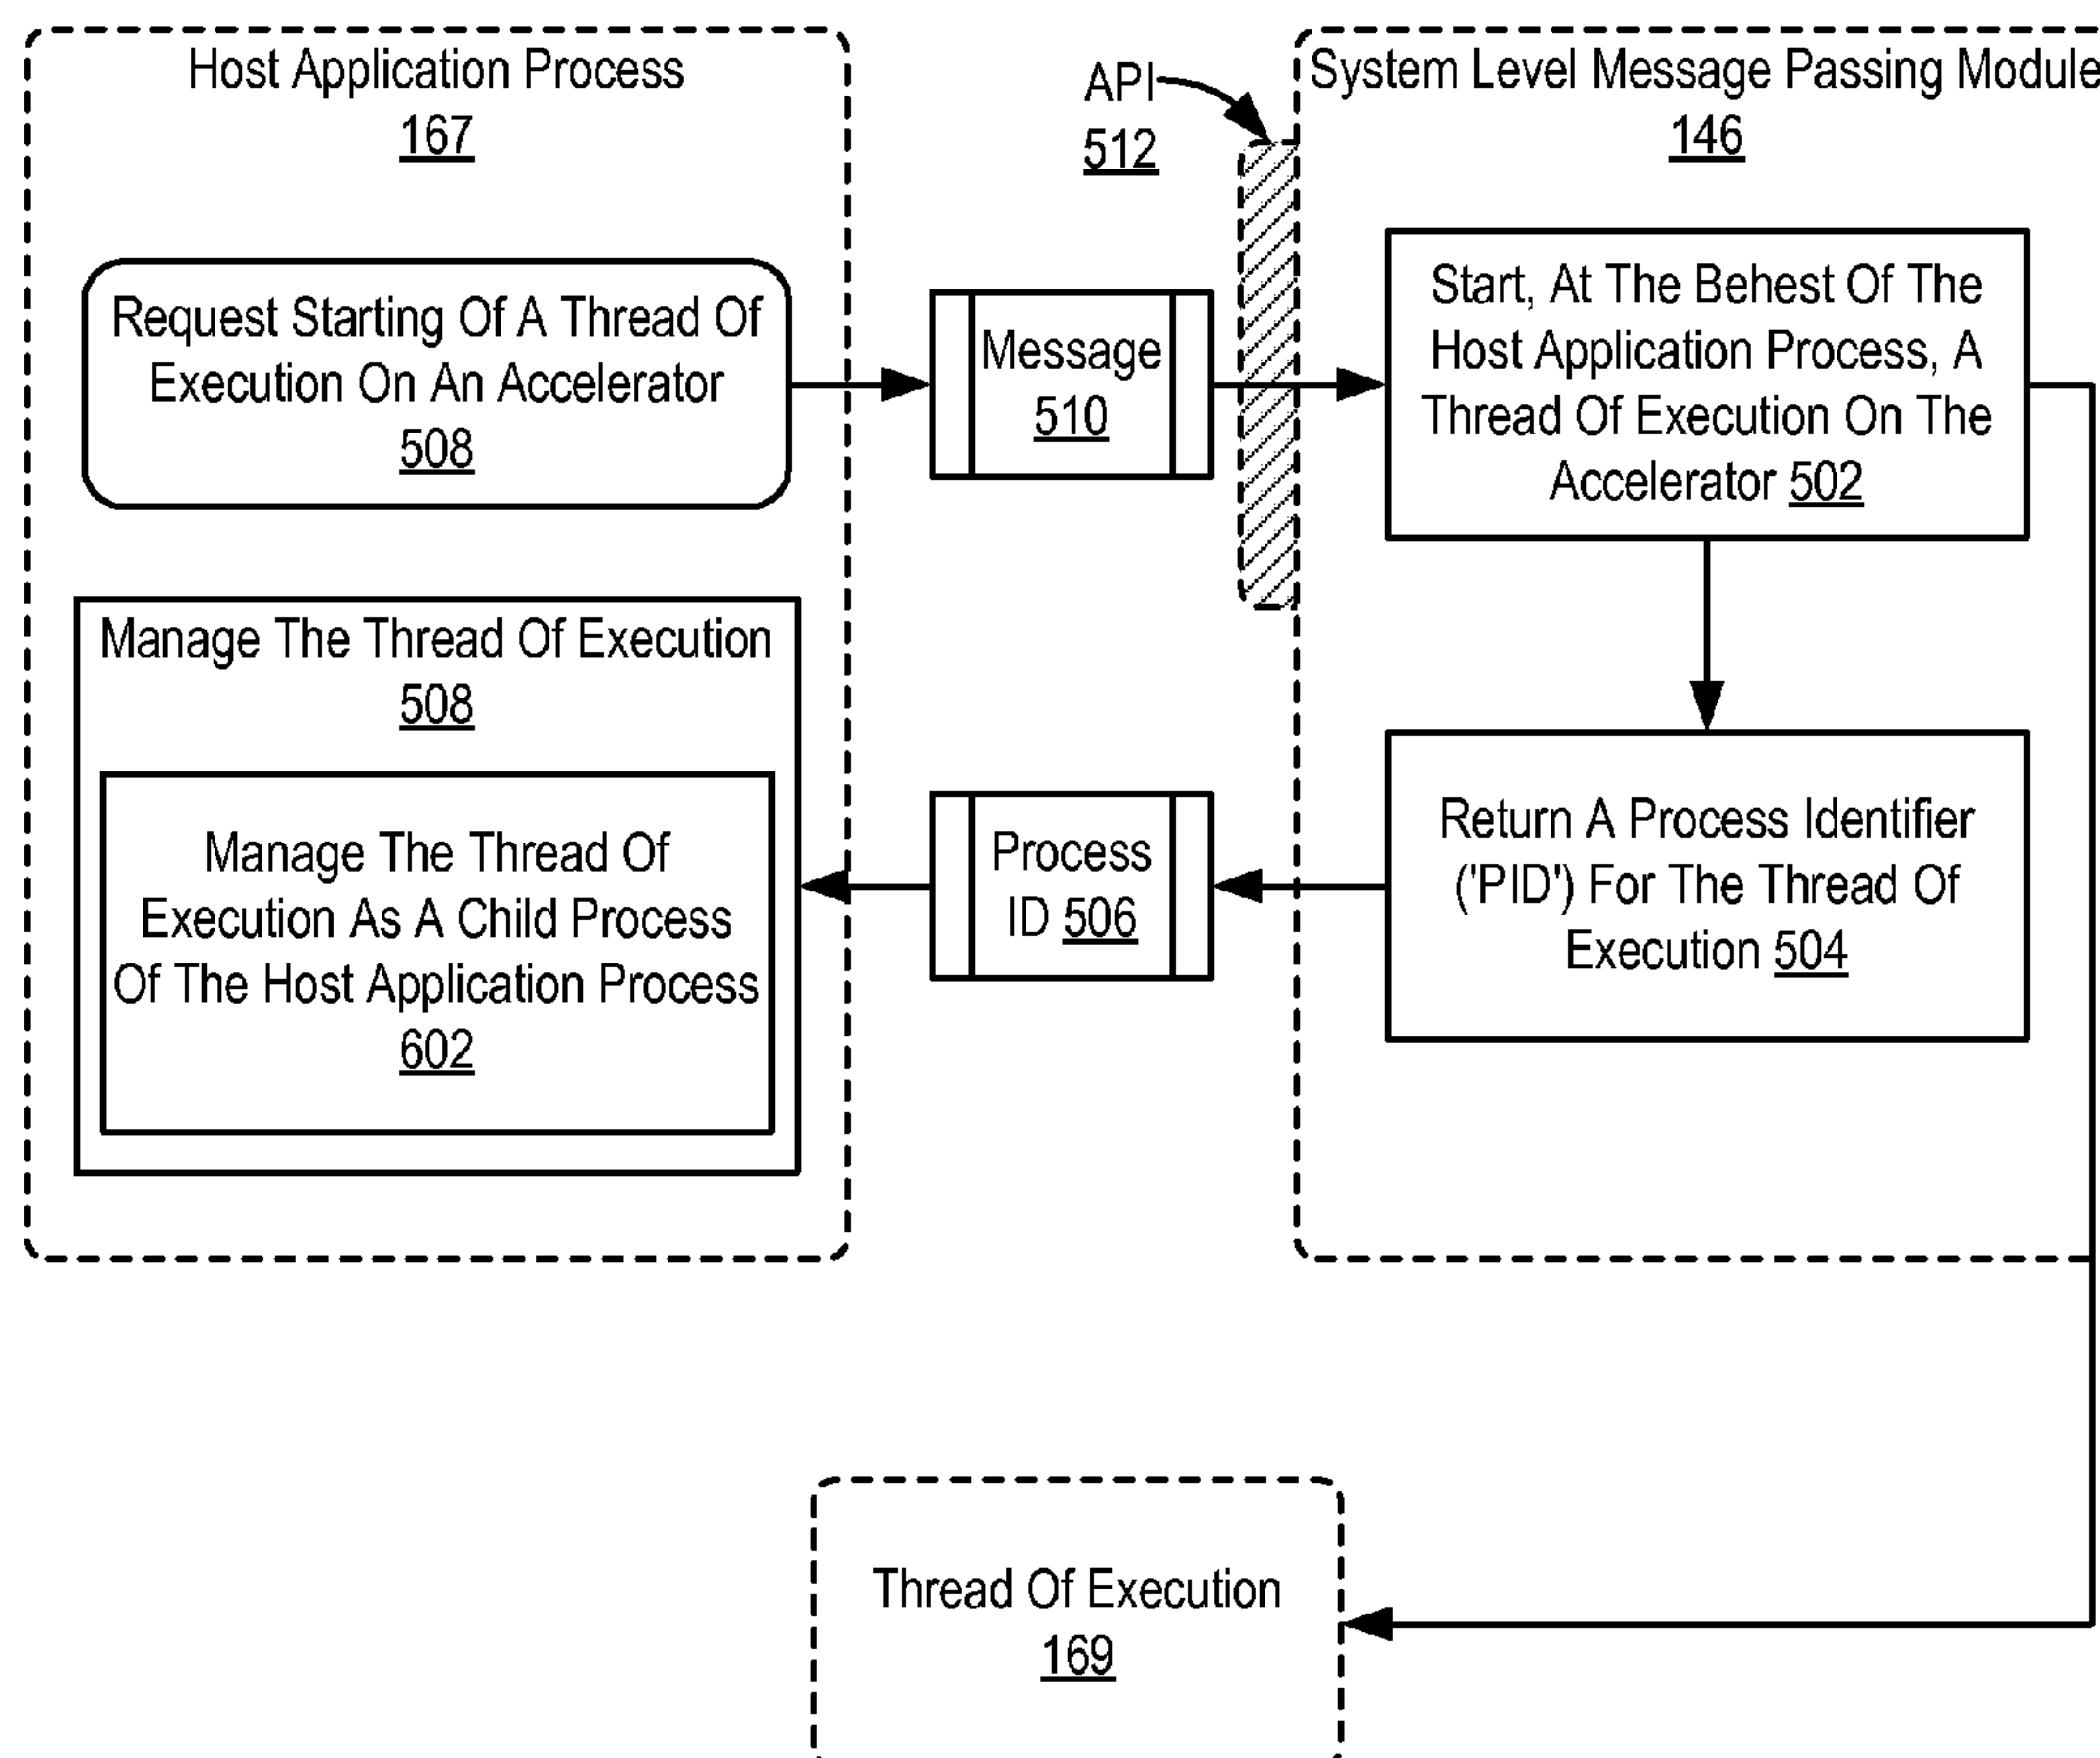 Host Application Process
167
API
512
System Level Message Passing Module
146
Request Starting Of A Thread Of
Execution On An Accelerator
508
Message
510
Start, At The Behest Of The
Host Application Process, A
Thread Of Execution On The
Accelerator 502
Manage The Thread Of Execution
508
Manage The Thread Of
Execution As A Child Process
Of The Host Application Process
602
Process
ID 506
Return A Process Identifier
('PID') For The Thread Of
Execution 504
Thread Of Execution
169